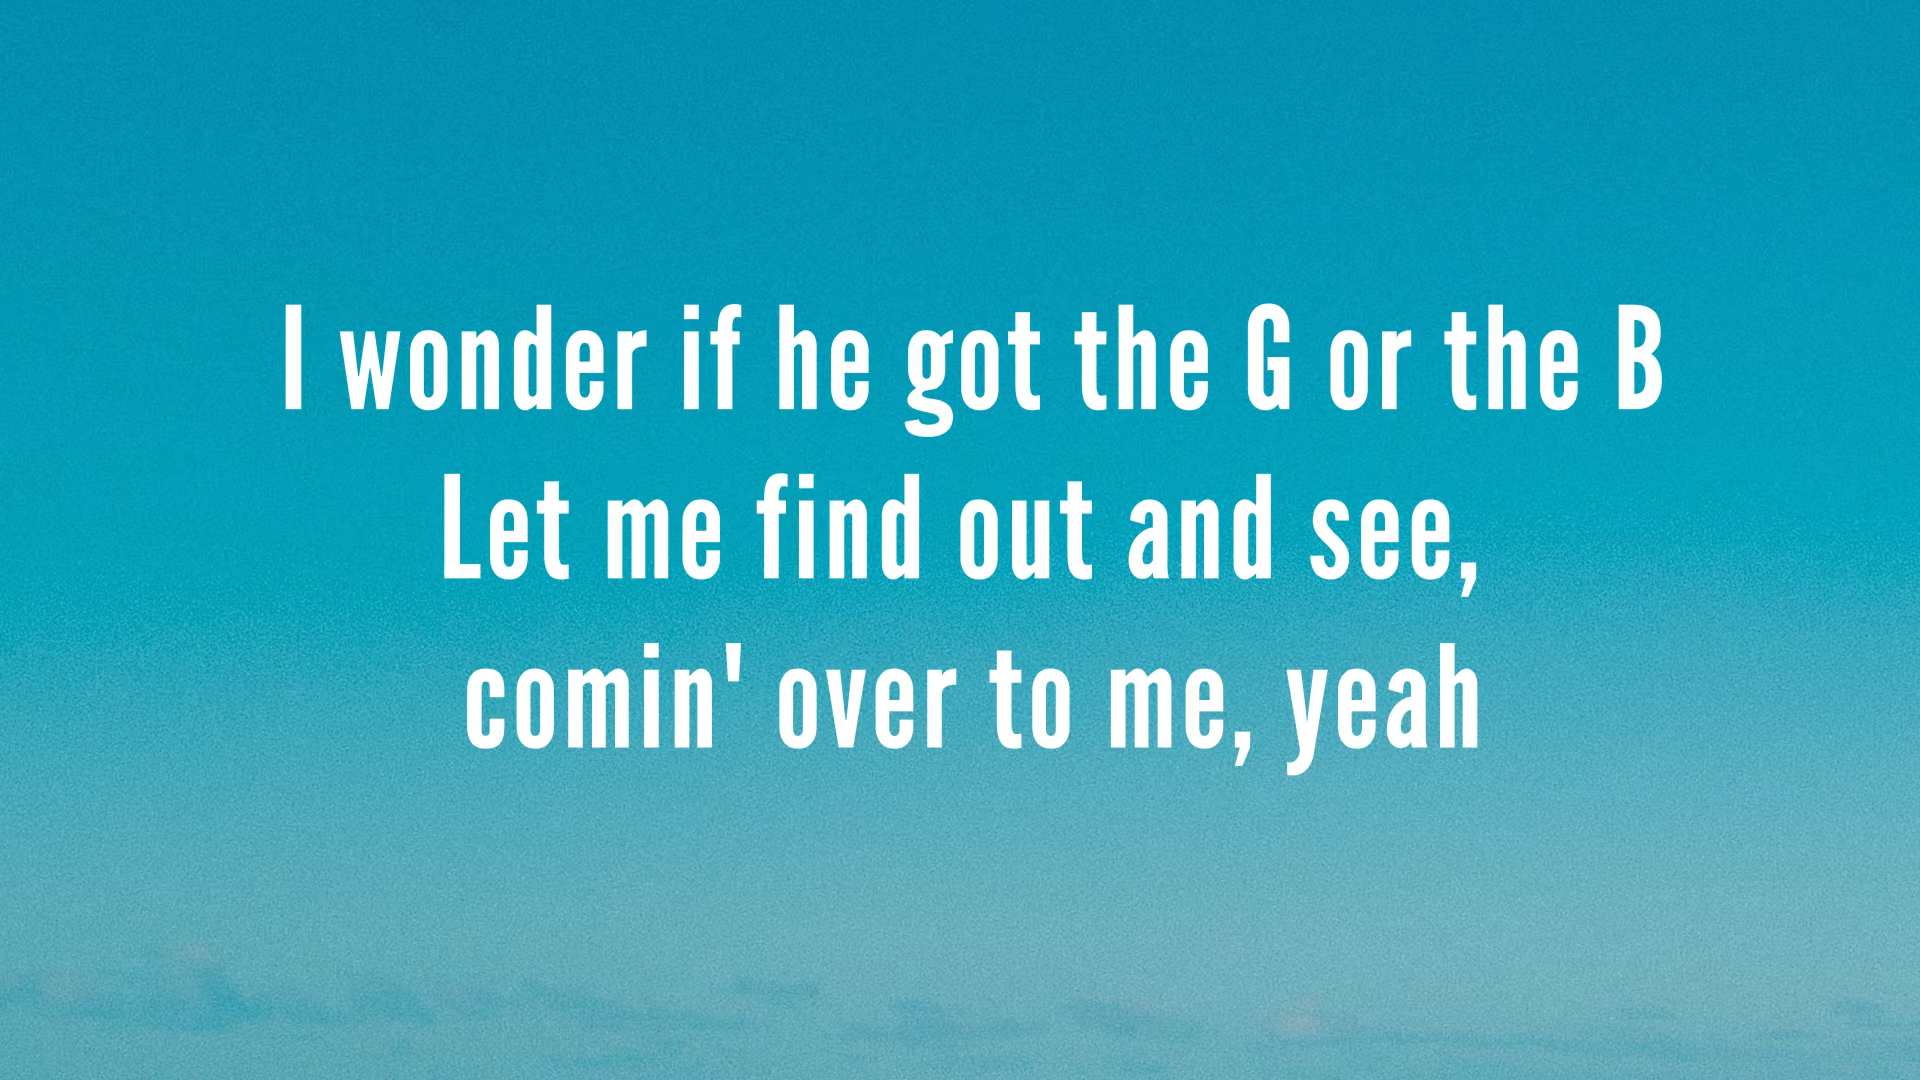 I wonder if he got the G or the B
Let me find out and see,
comin' over to me, yeah